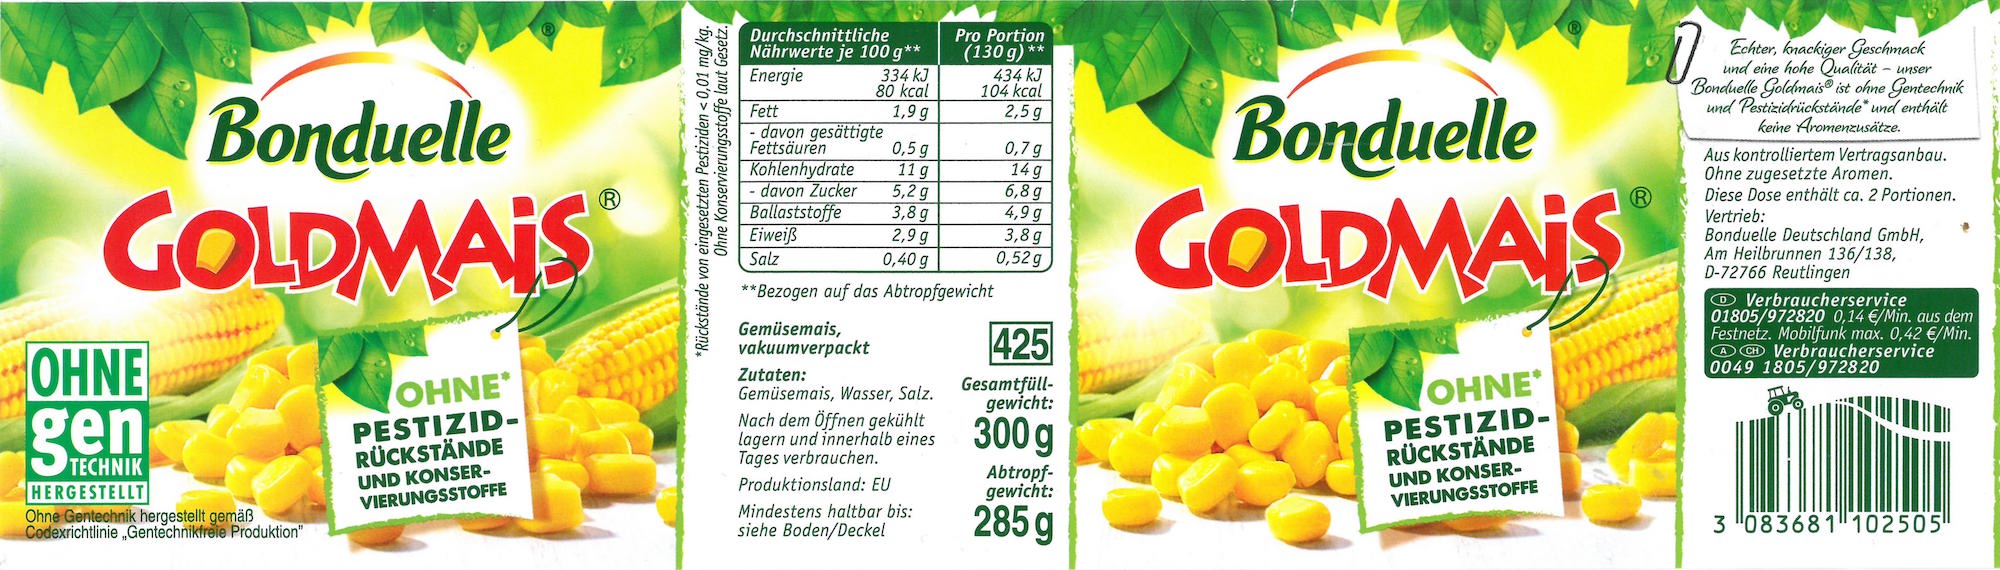 Bonduelle
GOLDMAiS®
OHNE*
PESTIZID-
RÜCKSTÄNDE
UND KONSER-
VIERUNGSSTOFFE
OHNE
gen
TECHNIK
HERGESTELLT
Ohne Gentechnik hergestellt gemäß
Codexrichtlinie „Gentechnikfreie Produktion"
*Rückstände von eingesetzten Pestiziden < 0,01 mg/kg.
Ohne Konservierungsstoffe laut Gesetz.
Durchschnittliche Pro Portion
Nährwerte je 100 g** (130 g)**
Energie 334 kJ 434 kJ
80 kcal 104 kcal
Fett 1,9 g 2,5 g
- davon gesättigte
Fettsäuren 0,5 g 0,7 g
Kohlenhydrate 11 g 14 g
- davon Zucker 5,2 g 6,8 g
Ballaststoffe 3,8 g 4,9 g
Eiweiß 2,9 g 3,8 g
Salz 0,40 g 0,52 g
**Bezogen auf das Abtropfgewicht
Gemüsemais,
vakuumverpackt
Zutaten:
Gemüsemais, Wasser, Salz.
Nach dem Öffnen gekühlt
lagern und innerhalb eines
Tages verbrauchen.
Produktionsland: EU
Mindestens haltbar bis:
siehe Boden/Deckel
425
Gesamtfüll-
gewicht:
300 g
Abtropf-
gewicht:
285 g
®
Bonduelle
GOLDMAiS®
OHNE*
PESTIZID-
RÜCKSTÄNDE
UND KONSER-
VIERUNGSSTOFFE
®
Echter, knackiger Geschmack
und eine hohe Qualität – unser
Bonduelle Goldmais® ist ohne Gentechnik
und Pestizidrückstände* und enthält
keine Aromenzusätze.
Aus kontrolliertem Vertragsanbau.
Ohne zugesetzte Aromen.
Diese Dose enthält ca. 2 Portionen.
Vertrieb:
Bonduelle Deutschland GmbH,
Am Heilbrunnen 136/138,
D-72766 Reutlingen
D Verbraucherservice
01805/972820 0,14 €/Min. aus dem
Festnetz. Mobilfunk max. 0,42 €/Min.
A CH Verbraucherservice
0049 1805/972820
3 083681 102505